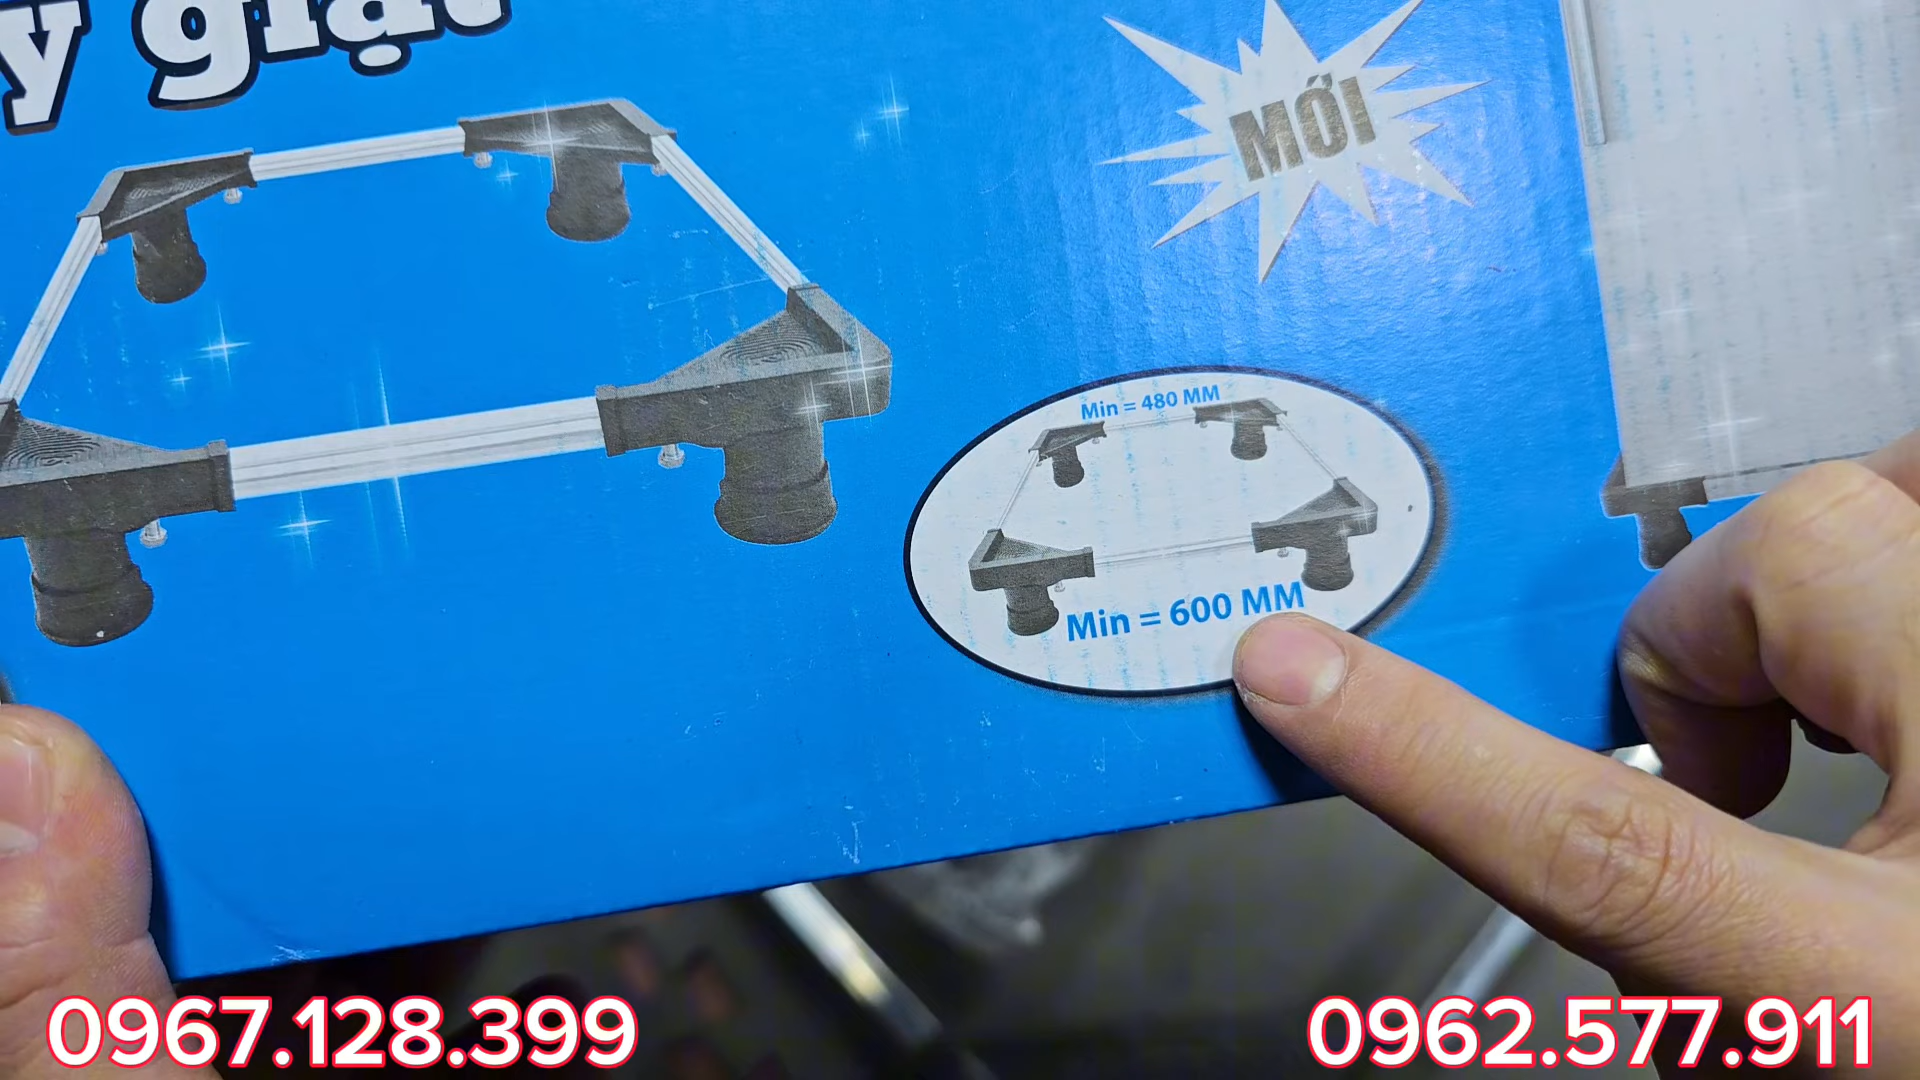 y giặt
MỚI
Min = 480 MM
Min = 600 MM
0967.128.399
0962.577.911